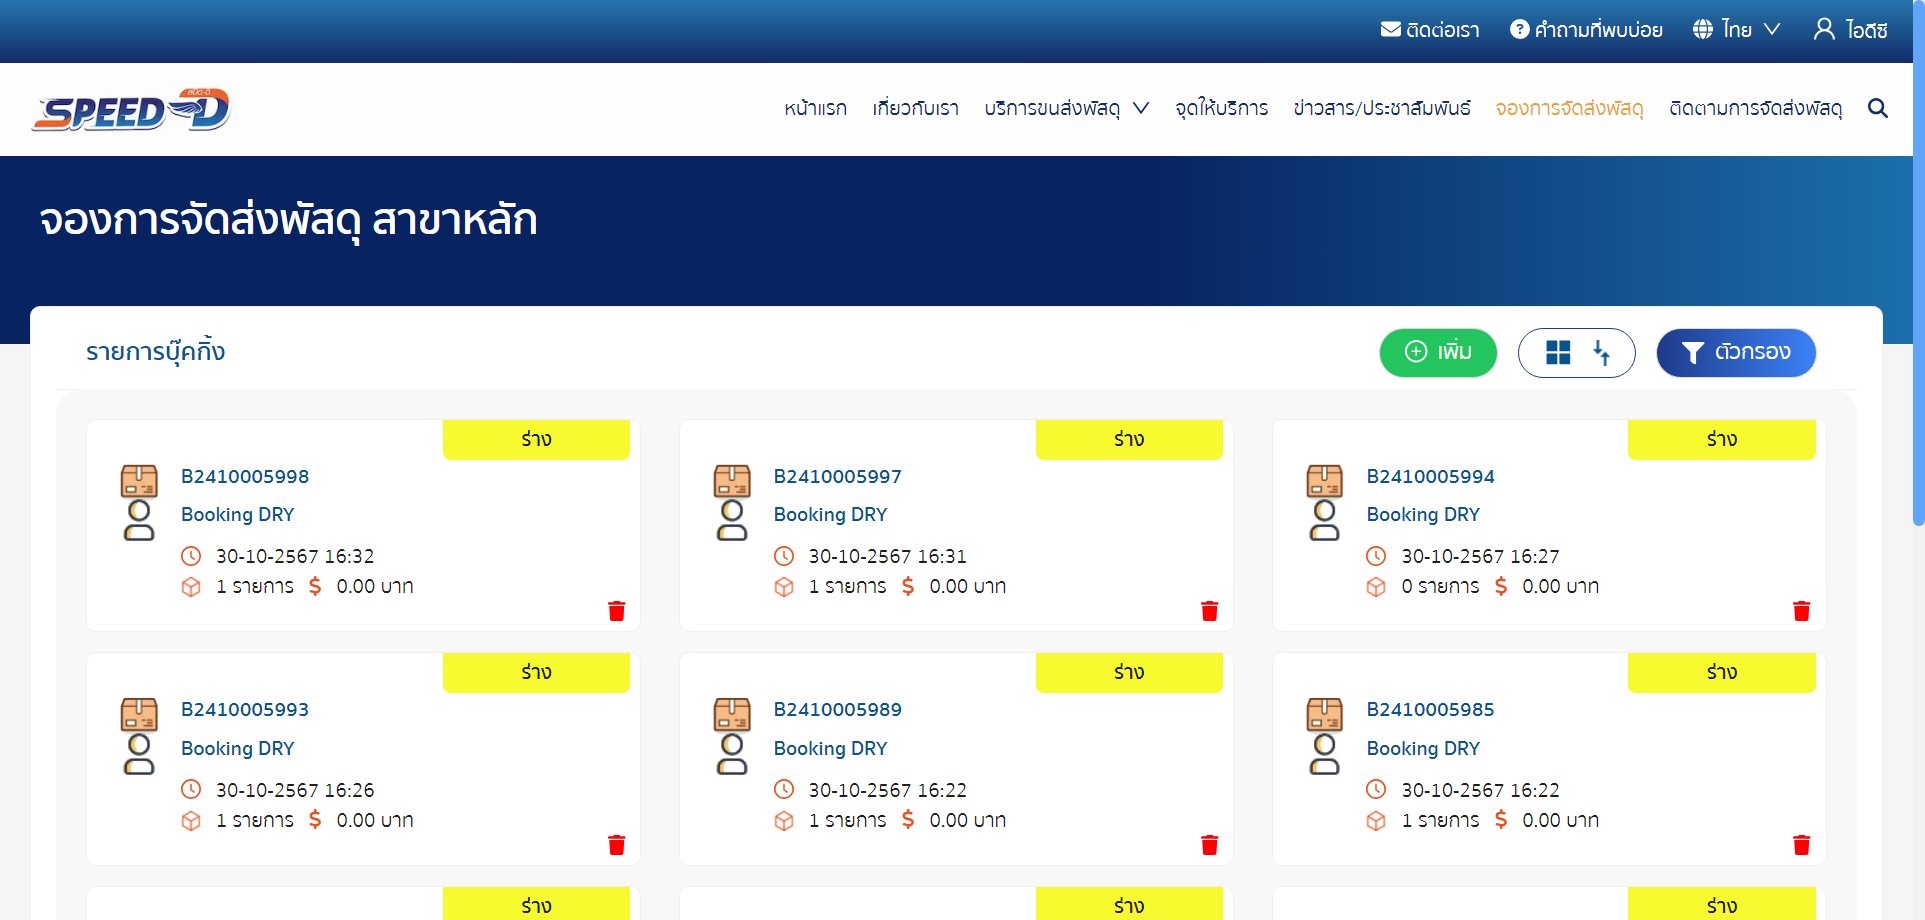 ติดต่อเรา คำถามที่พบบ่อย ไทย ไอดีซี
สปีด-ดี
SPEED-D
หน้าแรก เกี่ยวกับเรา บริการขนส่งพัสดุ จุดให้บริการ ข่าวสาร/ประชาสัมพันธ์ จองการจัดส่งพัสดุ ติดตามการจัดส่งพัสดุ
จองการจัดส่งพัสดุ สาขาหลัก
รายการบุ๊คกิ้ง
เพิ่ม ตัวกรอง
ร่าง
B2410005998
Booking DRY
30-10-2567 16:32
1 รายการ $ 0.00 บาท
ร่าง
B2410005997
Booking DRY
30-10-2567 16:31
1 รายการ $ 0.00 บาท
ร่าง
B2410005994
Booking DRY
30-10-2567 16:27
0 รายการ $ 0.00 บาท
ร่าง
B2410005993
Booking DRY
30-10-2567 16:26
1 รายการ $ 0.00 บาท
ร่าง
B2410005989
Booking DRY
30-10-2567 16:22
1 รายการ $ 0.00 บาท
ร่าง
B2410005985
Booking DRY
30-10-2567 16:22
1 รายการ $ 0.00 บาท
ร่าง
ร่าง
ร่าง